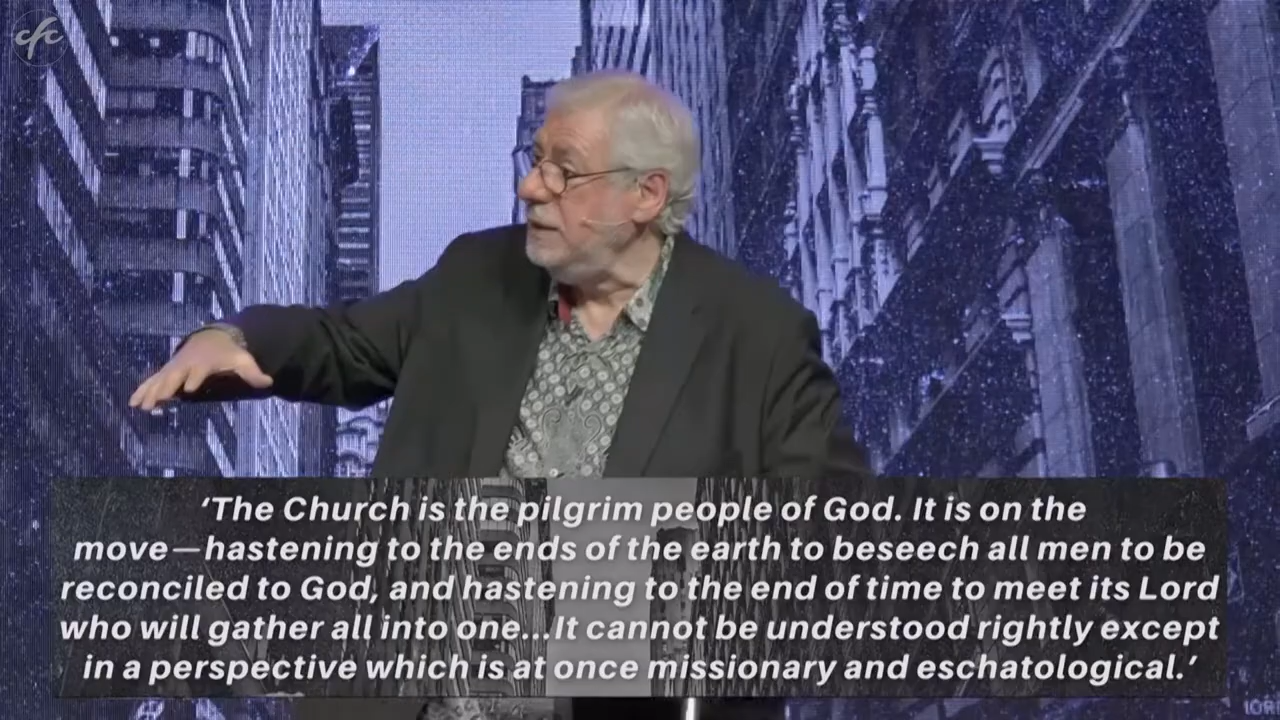 cfc
‘The Church is the pilgrim people of God. It is on the
move—hastening to the ends of the earth to beseech all men to be
reconciled to God, and hastening to the end of time to meet its Lord
who will gather all into one...It cannot be understood rightly except
in a perspective which is at once missionary and eschatological.’